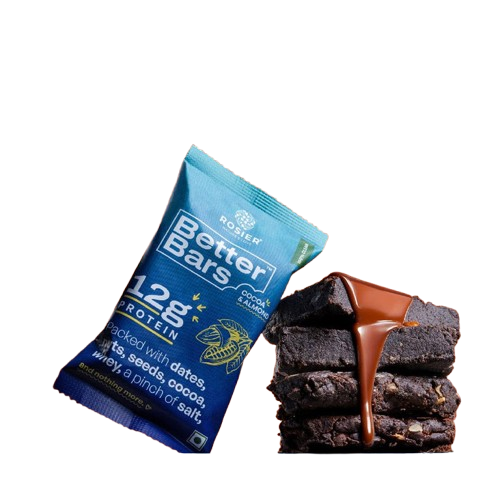 ROSIER
Better
Bars
COCOA
& ALMOND
12g
PROTEIN
Packed with dates,
nuts, seeds, cocoa,
whey, a pinch of salt,
And nothing more,